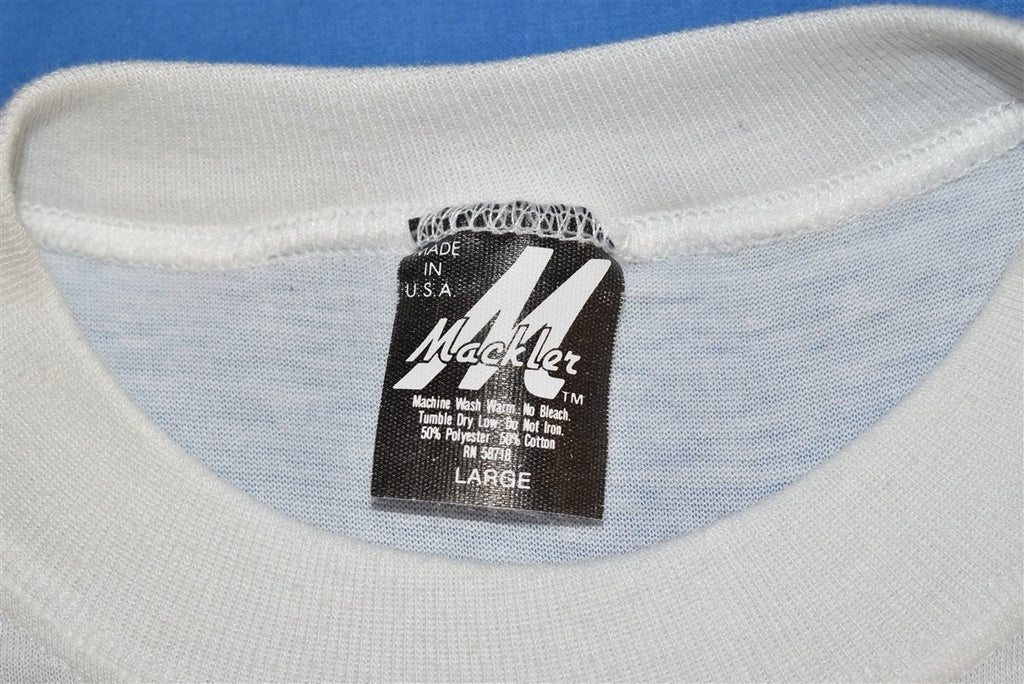 MADE
IN
U.S.A.
M
Mackler
TM
Machine Wash Warm. No Bleach.
Tumble Dry Low. Do Not Iron.
50% Polyester 50% Cotton
RN 58718
LARGE